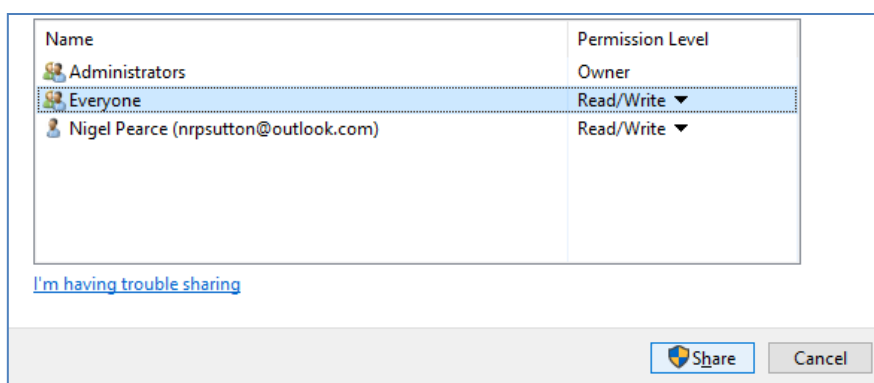 Name Permission Level
Administrators Owner
Everyone Read/Write
Nigel Pearce (nrpsutton@outlook.com) Read/Write
I'm having trouble sharing
Share Cancel